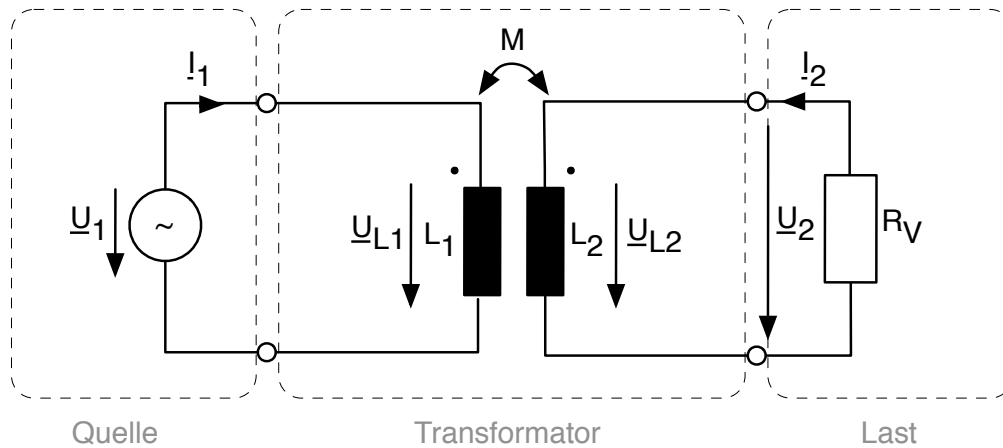 M
I1
I2
U1
~
UL1
L1
L2
UL2
U2
RV
Quelle
Transformator
Last